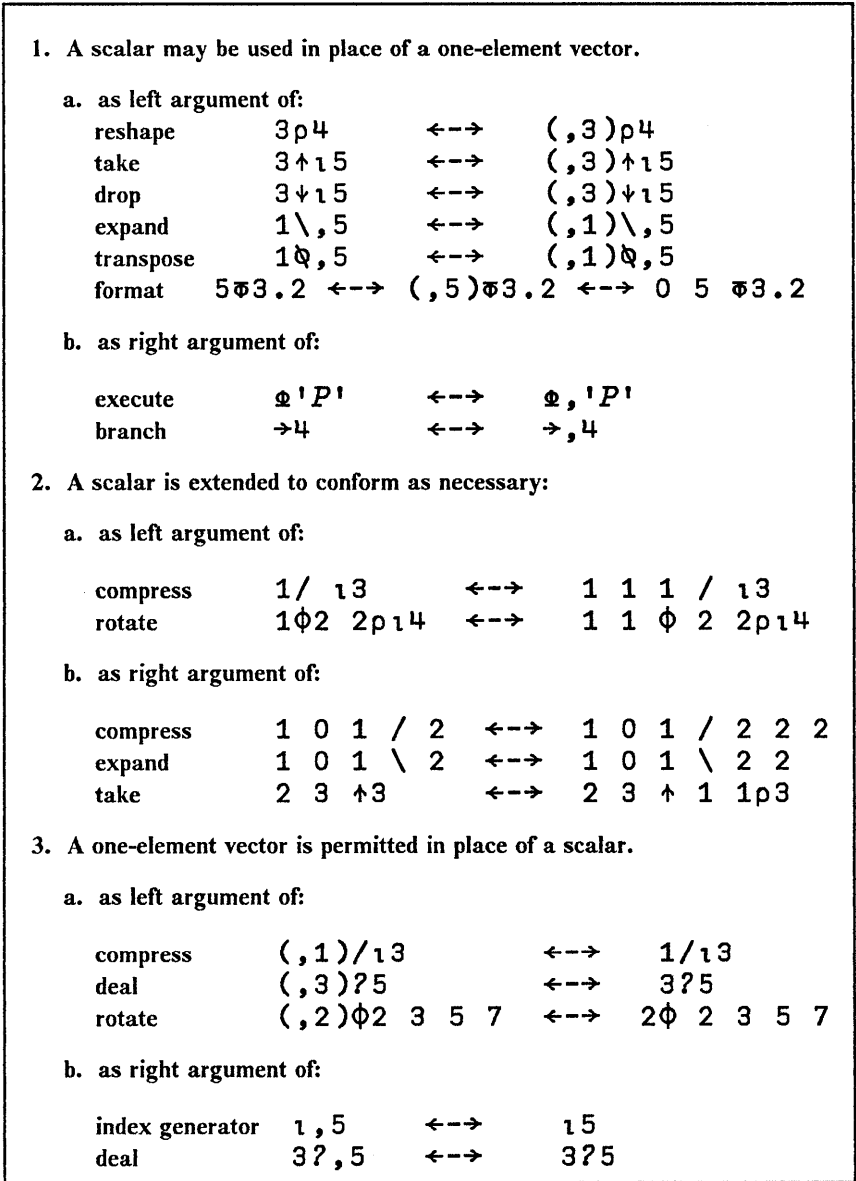 1. A scalar may be used in place of a one-element vector.
a. as left argument of:
reshape 3⍴4 ←-→ (,3)⍴4
take 3↑⍳5 ←-→ (,3)↑⍳5
drop 3↓⍳5 ←-→ (,3)↓⍳5
expand 1\,5 ←-→ (,1)\,5
transpose 1⍉,5 ←-→ (,1)⍉,5
format 5⍕3.2 ←-→ (,5)⍕3.2 ←-→ 0 5 ⍕3.2
b. as right argument of:
execute ⍎'P' ←-→ ⍎,'P'
branch →4 ←-→ →,4
2. A scalar is extended to conform as necessary:
a. as left argument of:
compress 1/ ⍳3 ←-→ 1 1 1 / ⍳3
rotate 1⌽2 2⍴⍳4 ←-→ 1 1 ⌽ 2 2⍴⍳4
b. as right argument of:
compress 1 0 1 / 2 ←-→ 1 0 1 / 2 2 2
expand 1 0 1 \ 2 ←-→ 1 0 1 \ 2 2
take 2 3 ↑3 ←-→ 2 3 ↑ 1 1⍴3
3. A one-element vector is permitted in place of a scalar.
a. as left argument of:
compress (,1)/⍳3 ←-→ 1/⍳3
deal (,3)?5 ←-→ 3?5
rotate (,2)⌽2 3 5 7 ←-→ 2⌽ 2 3 5 7
b. as right argument of:
index generator ⍳,5 ←-→ ⍳5
deal 3?,5 ←-→ 3?5